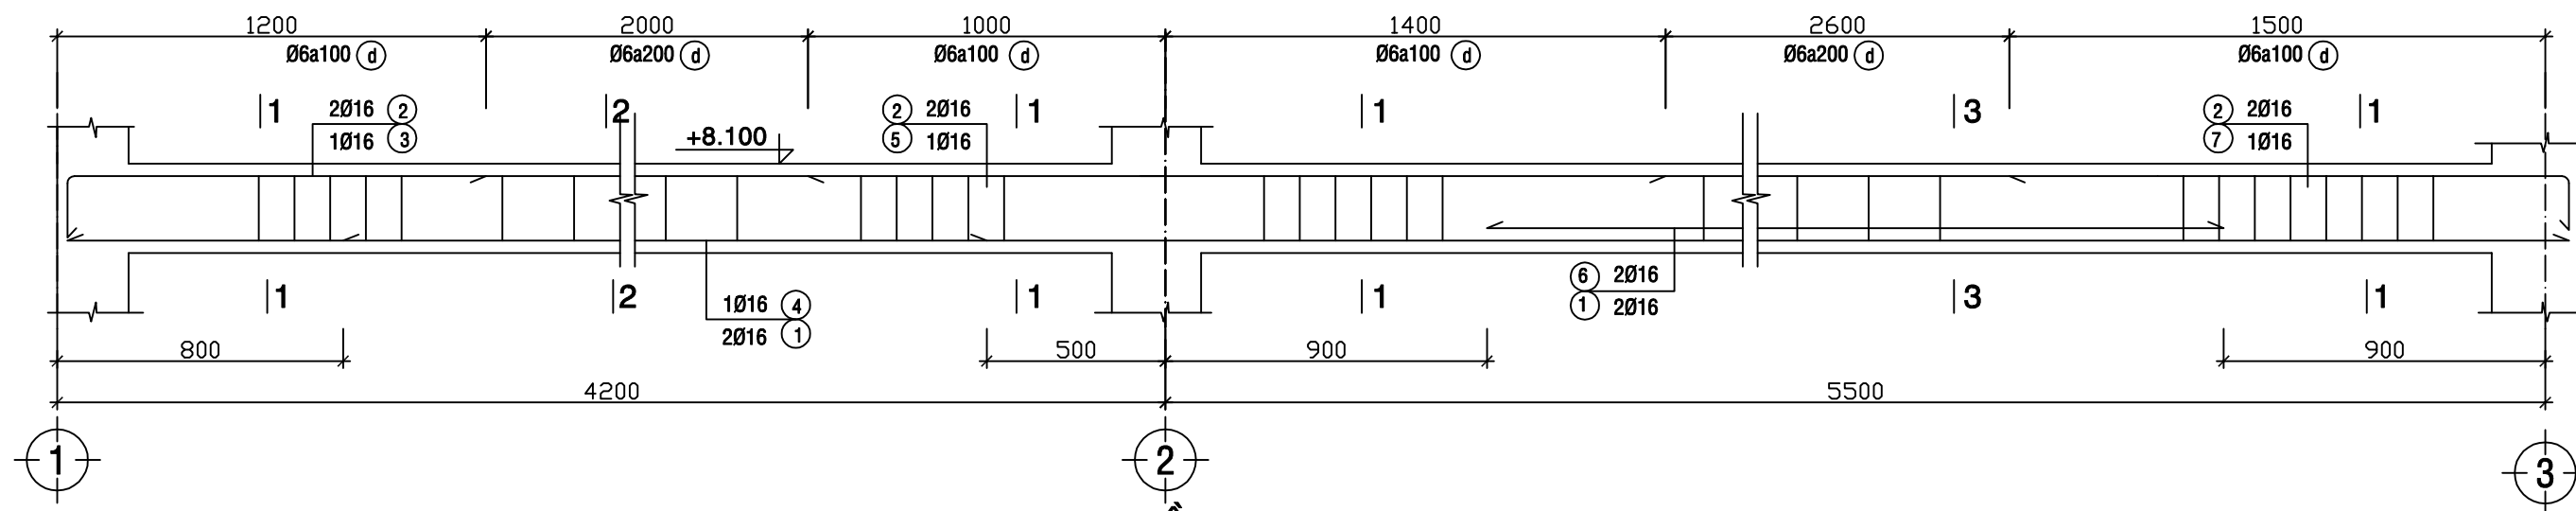 1200 2000 1000 1400 2600 1500
Ø6a100 d Ø6a200 d Ø6a100 d Ø6a100 d Ø6a200 d Ø6a100 d
1 2Ø16 2 2 2 2Ø16 1 1 3 2 2Ø16 1
1Ø16 3 +8.100 5 1Ø16 7 1Ø16
1 2 1Ø16 4 1 1 6 2Ø16 3 1
2Ø16 1 1 2Ø16
800 500 900 900
4200 5500
1 2 3